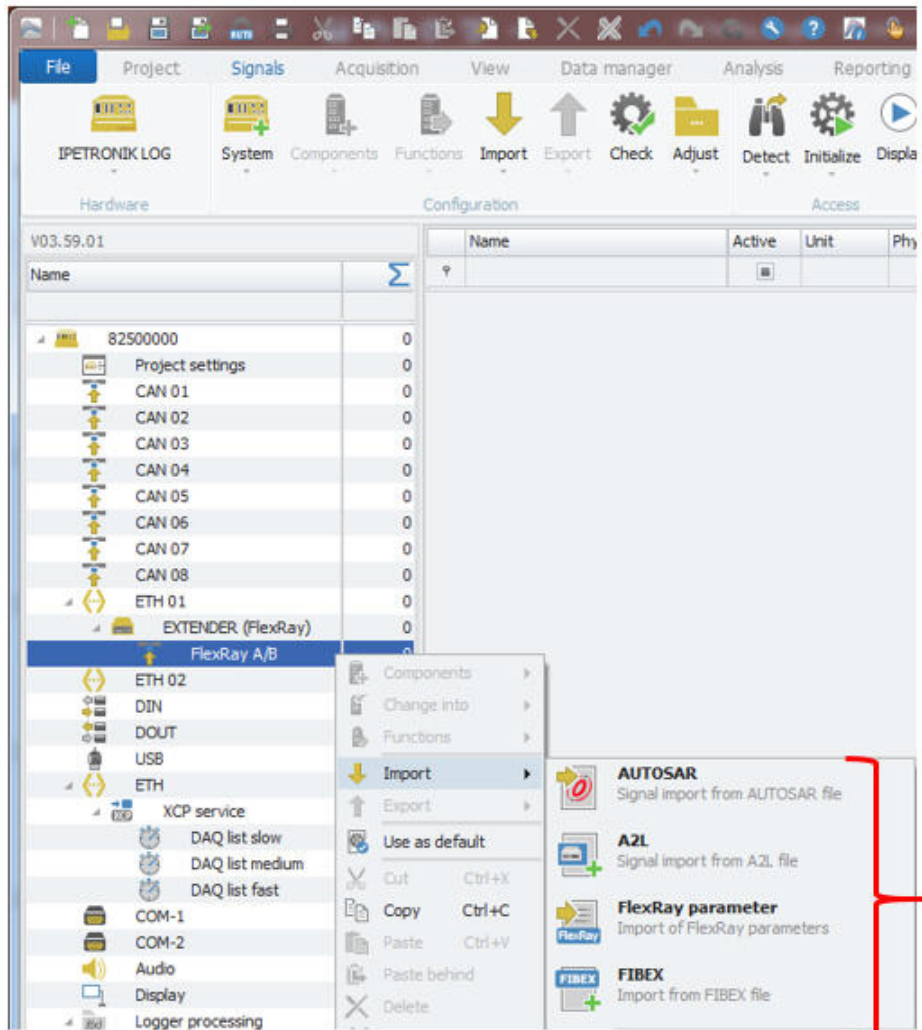 File Project Signals Acquisition View Data manager Analysis Reporting
IPETRONIK LOG System Components Functions Import Export Check Adjust Detect Initialize Displa
Hardware Configuration Access
V03.59.01
Name Active Unit Phy
Name Σ
82500000 0
Project settings 0
CAN 01 0
CAN 02 0
CAN 03 0
CAN 04 0
CAN 05 0
CAN 06 0
CAN 07 0
CAN 08 0
ETH 01 0
EXTENDER (FlexRay) 0
FlexRay A/B 0
ETH 02
DIN
DOUT
USB
ETH
XCP service
DAQ list slow
DAQ list medium
DAQ list fast
COM-1
COM-2
Audio
Display
Logger processing
Components
Change into
Functions
Import
Export
Use as default
Cut Ctrl+X
Copy Ctrl+C
Paste Ctrl+V
Paste behind
Delete
AUTOSAR
Signal import from AUTOSAR file
A2L
Signal import from A2L file
FlexRay parameter
FlexRay Import of FlexRay parameters
FIBEX FIBEX
Import from FIBEX file